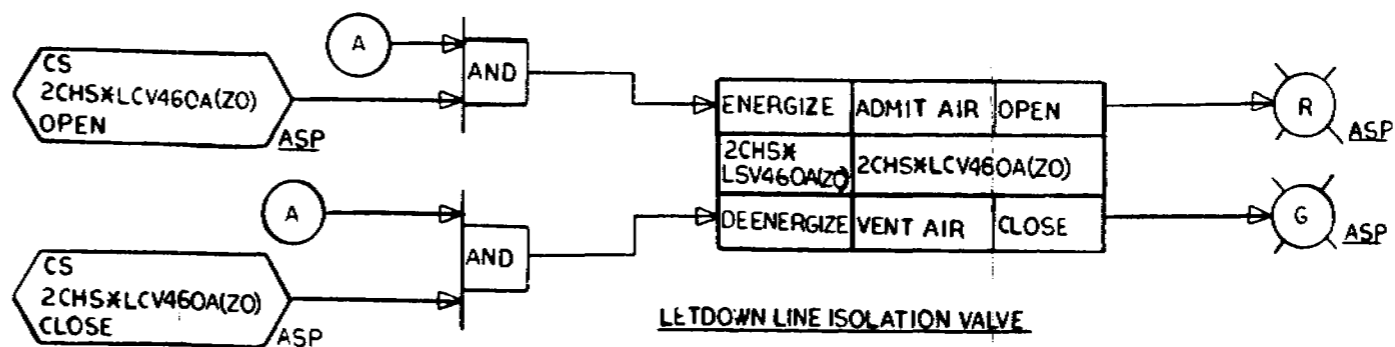 A
CS
2CHS*LCV460A(ZO)
OPEN
ASP
AND
ENERGIZE ADMIT AIR OPEN
2CHS*
LSV460A(ZO) 2CHS*LCV460A(ZO)
DEENERGIZE VENT AIR CLOSE
R
ASP
A
CS
2CHS*LCV460A(ZO)
CLOSE
ASP
AND
G
ASP
LETDOWN LINE ISOLATION VALVE